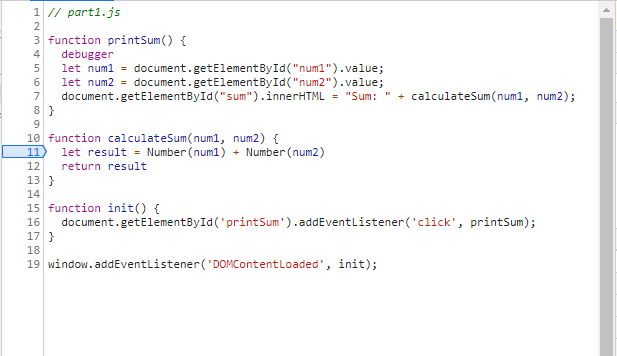 1 // part1.js
2
3 function printSum() {
4   debugger
5   let num1 = document.getElementById("num1").value;
6   let num2 = document.getElementById("num2").value;
7   document.getElementById("sum").innerHTML = "Sum: " + calculateSum(num1, num2);
8 }
9
10 function calculateSum(num1, num2) {
11   let result = Number(num1) + Number(num2)
12   return result
13 }
14
15 function init() {
16   document.getElementById('printSum').addEventListener('click', printSum);
17 }
18
19 window.addEventListener('DOMContentLoaded', init);